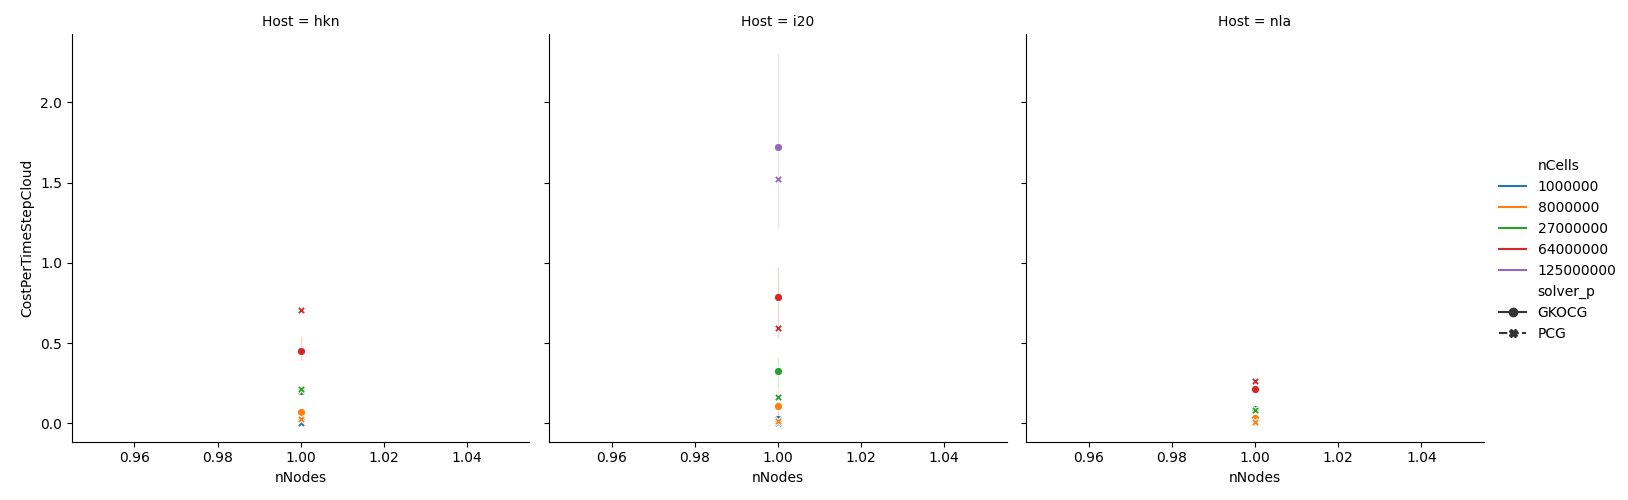 Host = hkn
Host = i20
Host = nla
CostPerTimeStepCloud
2.0
1.5
1.0
0.5
0.0
0.96 0.98 1.00 1.02 1.04
0.96 0.98 1.00 1.02 1.04
0.96 0.98 1.00 1.02 1.04
nNodes
nNodes
nNodes
nCells
1000000
8000000
27000000
64000000
125000000
solver_p
GKOCG
PCG